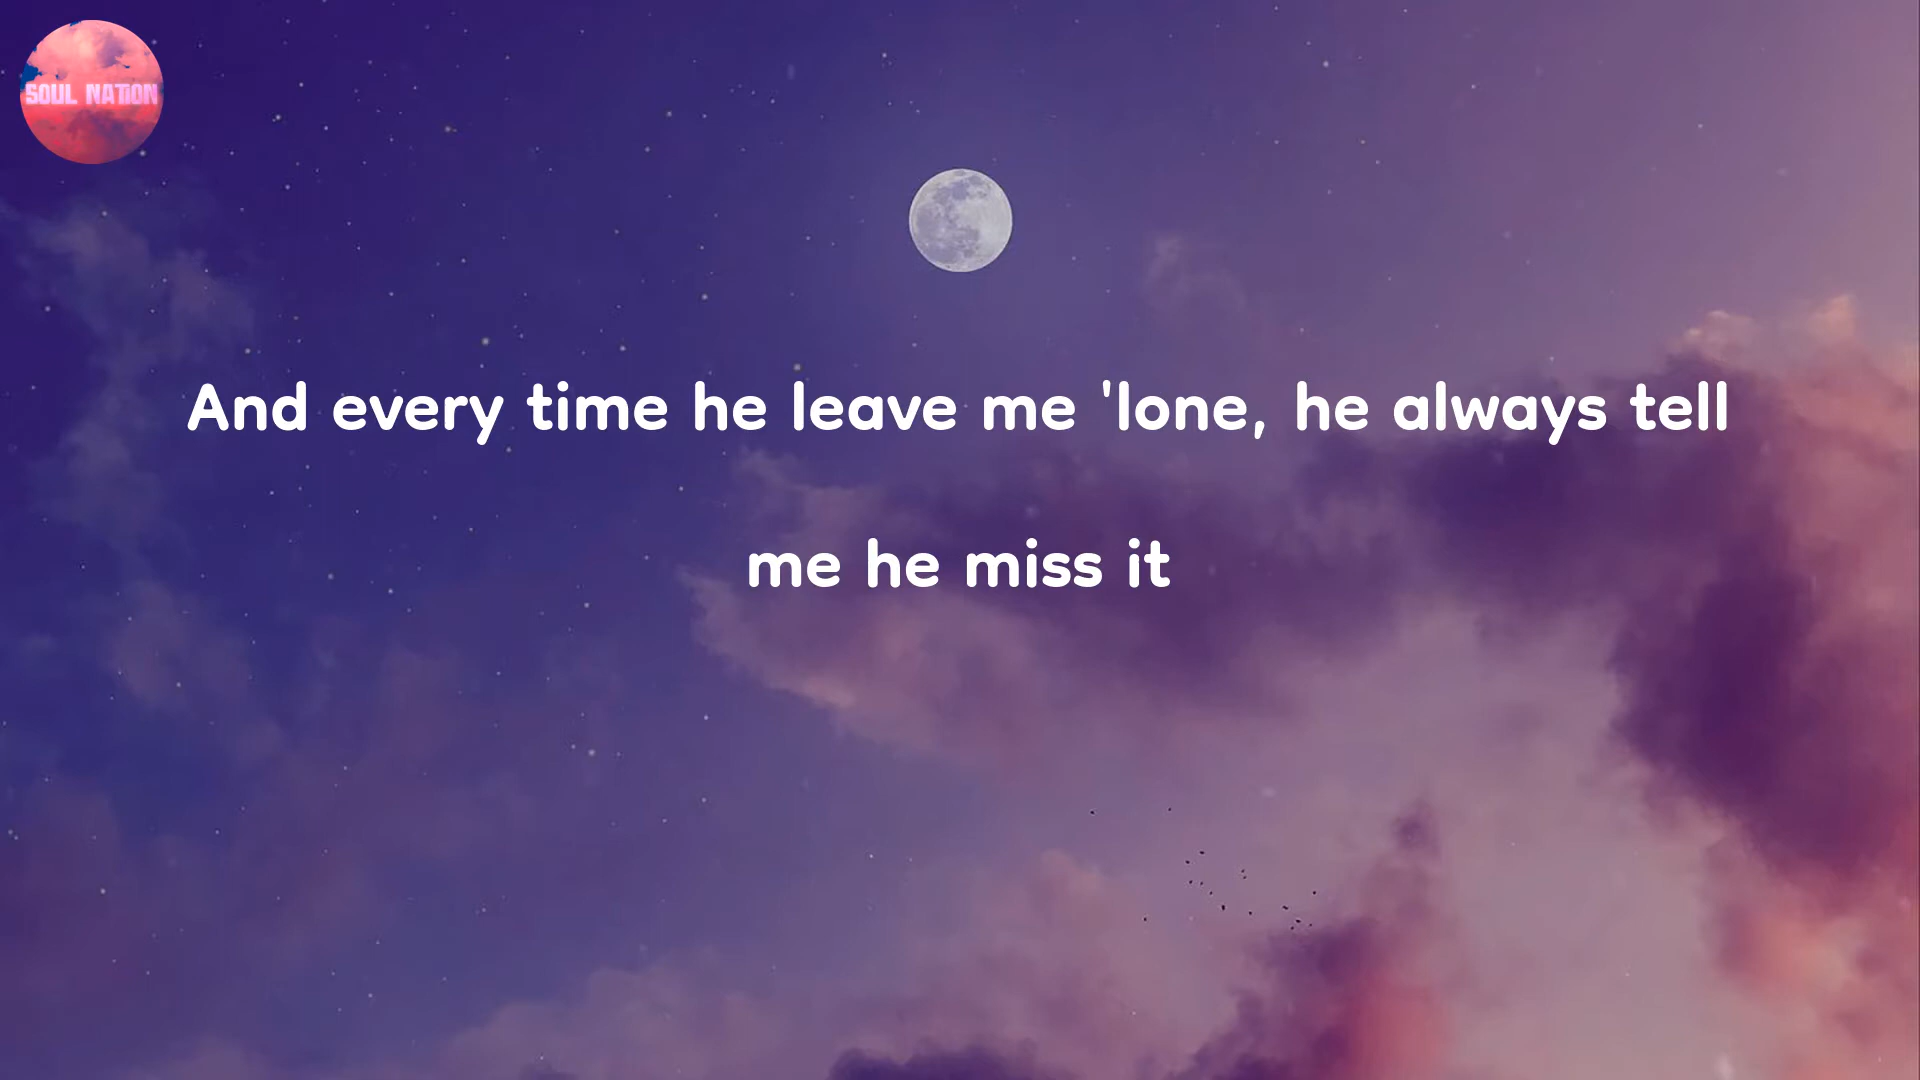 SOUL NATION
And every time he leave me 'lone, he always tell
me he miss it